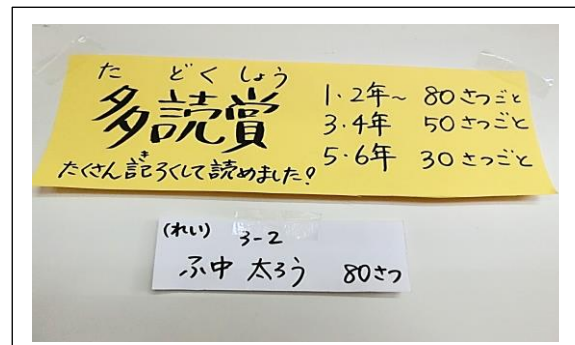 た どく しょう
多読賞
1・2年～ 80さつごと
3・4年 50さつごと
5・6年 30さつごと
き
たくさん記ろくして読めました!
(れい) 3-2
ふ中 太ろう 80さつ